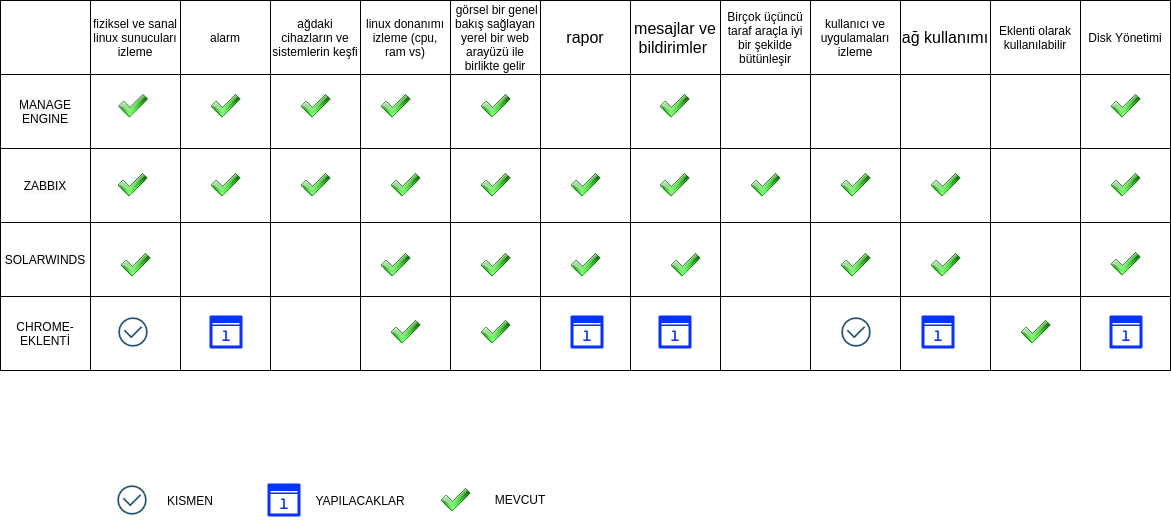 fiziksel ve sanal
linux sunucuları
izleme
alarm
ağdaki
cihazların ve
sistemlerin keşfi
linux donanımı
izleme (cpu,
ram vs)
görsel bir genel
bakış sağlayan
yerel bir web
arayüzü ile
birlikte gelir
rapor
mesajlar ve
bildirimler
Birçok üçüncü
taraf araçla iyi
bir şekilde
bütünleşir
kullanıcı ve
uygulamaları
izleme
ağ kullanımı
Eklenti olarak
kullanılabilir
Disk Yönetimi
MANAGE
ENGINE
ZABBIX
SOLARWINDS
CHROME-
EKLENTİ
1
1
1
1
1
KISMEN
1
YAPILACAKLAR
MEVCUT